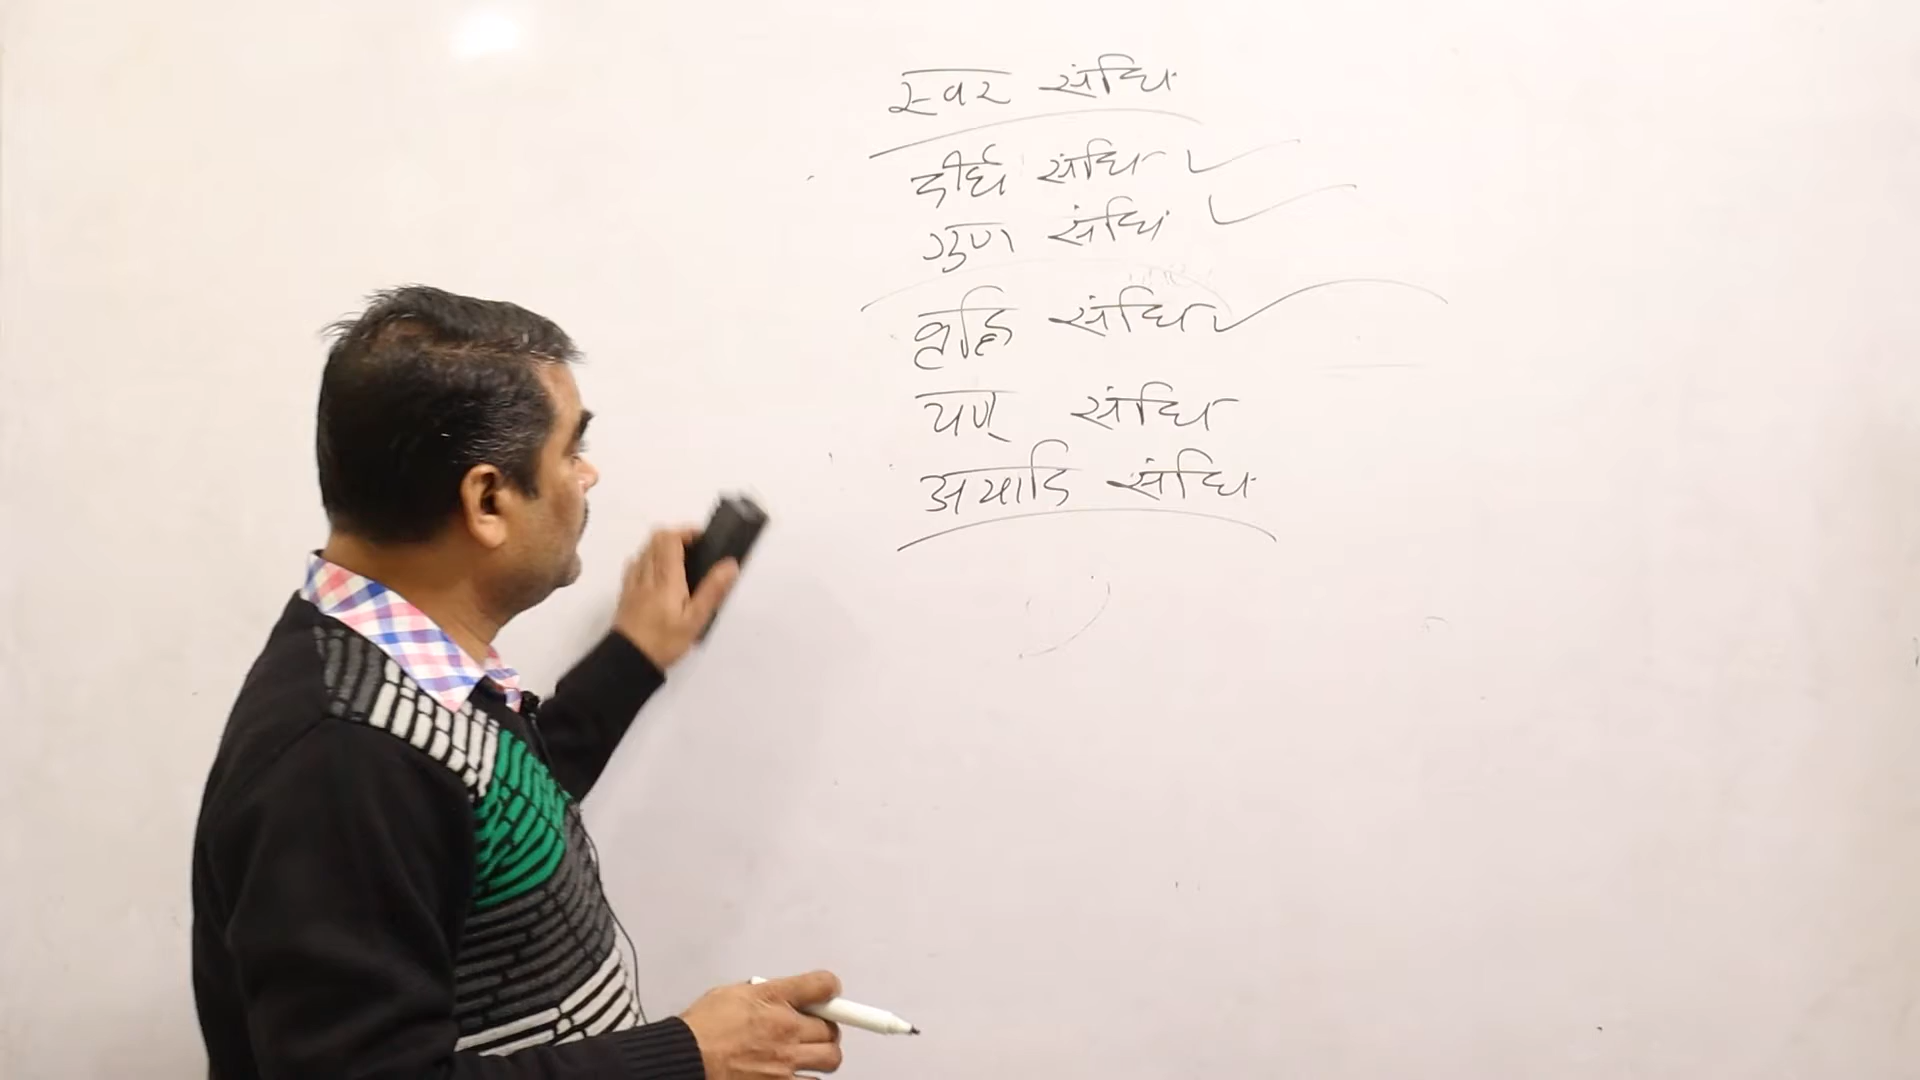 स्वर संधि
दीर्घ संधि
गुण संधि
वृद्धि संधि
यण् संधि
अयादि संधि